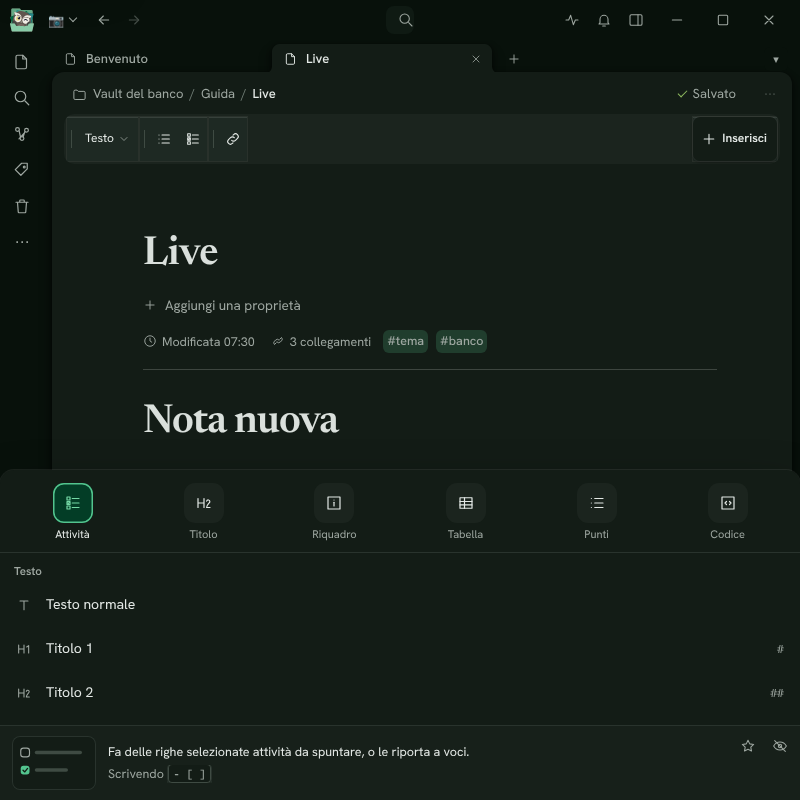 Benvenuto
Live
Vault del banco / Guida / Live
Salvato
Testo
Inserisci
Live
Aggiungi una proprietà
Modificata 07:30
3 collegamenti
#tema
#banco
Nota nuova
Attività
H2
Titolo
Riquadro
Tabella
Punti
Codice
Testo
T Testo normale
H1 Titolo 1 #
H2 Titolo 2 ##
Fa delle righe selezionate attività da spuntare, o le riporta a voci.
Scrivendo - [ ]